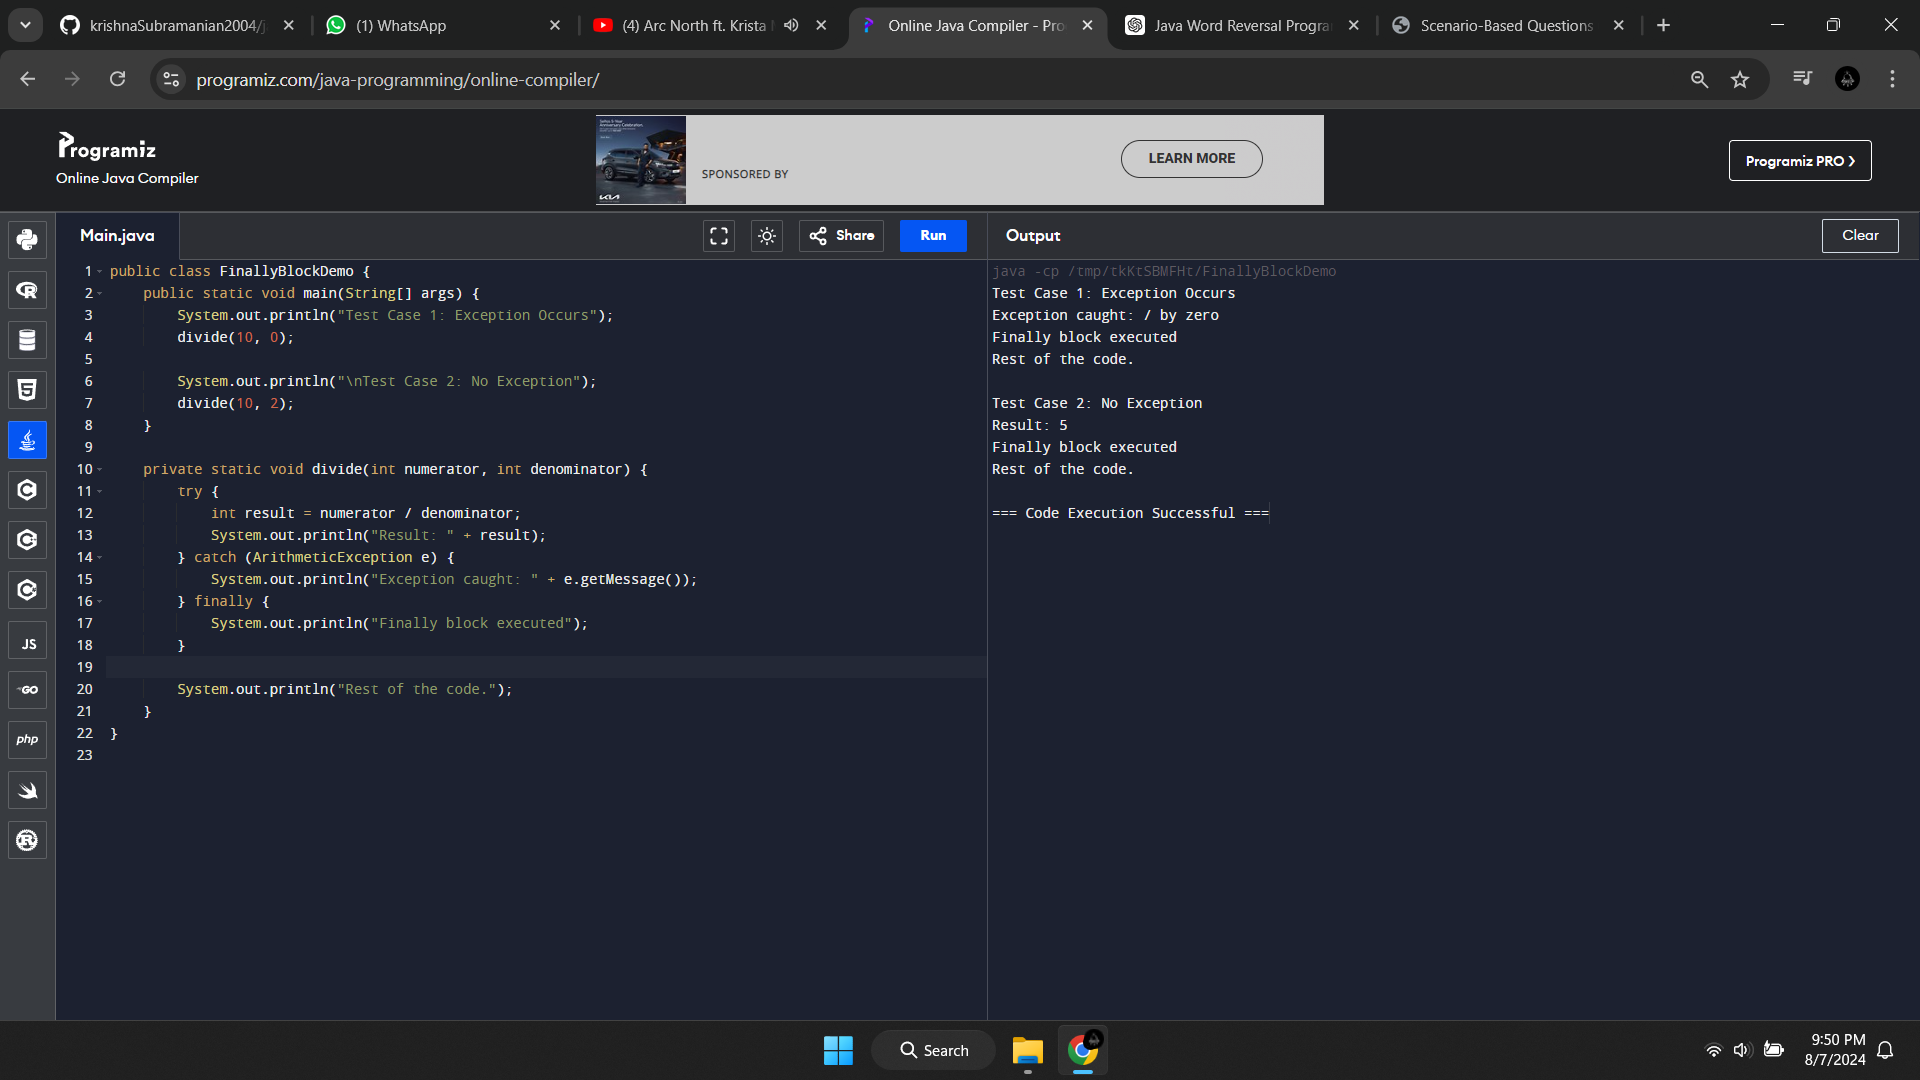 krishnaSubramanian2004/j
(1) WhatsApp
(4) Arc North ft. Krista
Online Java Compiler - Pro
Java Word Reversal Progra
Scenario-Based Questions
programiz.com/java-programming/online-compiler/
Programiz
Online Java Compiler
SPONSORED BY
LEARN MORE
Programiz PRO >
Main.java
Share
Run
Output
Clear
1 public class FinallyBlockDemo {
2 public static void main(String[] args) {
3 System.out.println("Test Case 1: Exception Occurs");
4 divide(10, 0);
5
6 System.out.println("\nTest Case 2: No Exception");
7 divide(10, 2);
8 }
9
10 private static void divide(int numerator, int denominator) {
11 try {
12 int result = numerator / denominator;
13 System.out.println("Result: " + result);
14 } catch (ArithmeticException e) {
15 System.out.println("Exception caught: " + e.getMessage());
16 } finally {
17 System.out.println("Finally block executed");
18 }
19
20 System.out.println("Rest of the code.");
21 }
22 }
23
java -cp /tmp/tkKtSBMFHt/FinallyBlockDemo
Test Case 1: Exception Occurs
Exception caught: / by zero
Finally block executed
Rest of the code.
Test Case 2: No Exception
Result: 5
Finally block executed
Rest of the code.
=== Code Execution Successful ===
JS
GO
php
Search
9:50 PM
8/7/2024